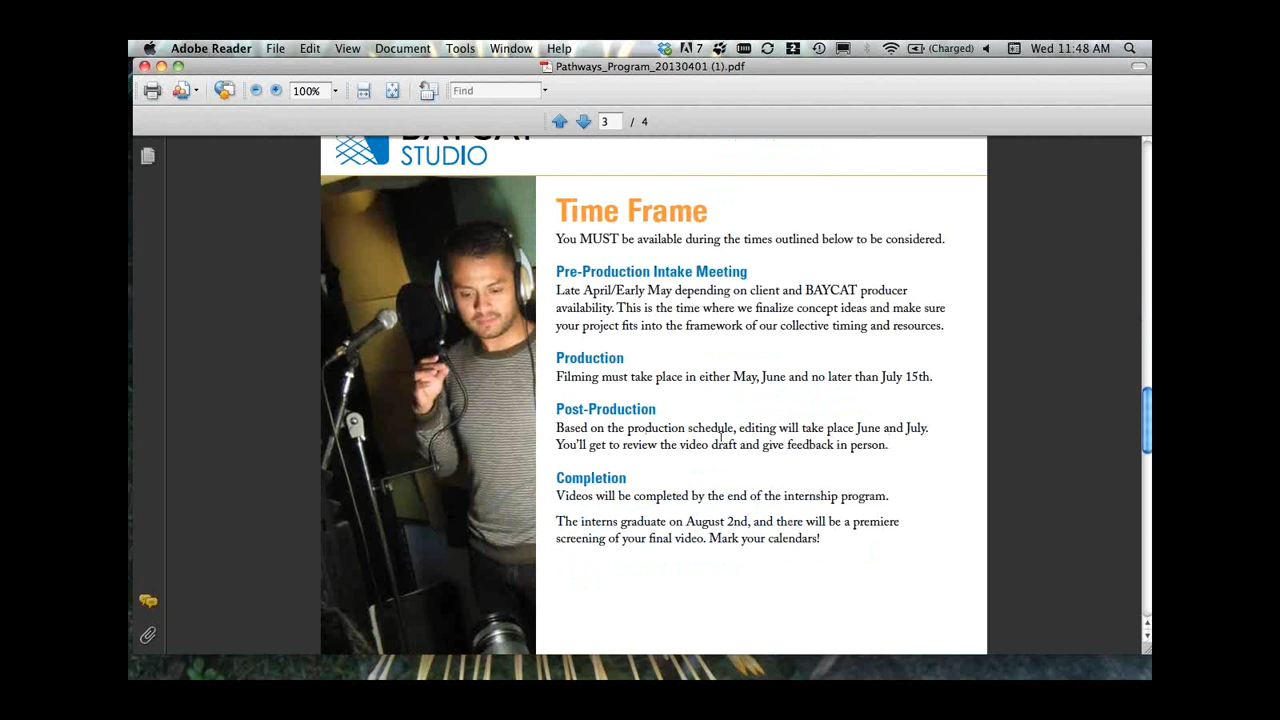 Adobe Reader File Edit View Document Tools Window Help 7 2 (Charged) Wed 11:48 AM
Pathways_Program_20130401 (1).pdf
100% Find
3 / 4
BAYCAT
STUDIO
Time Frame
You MUST be available during the times outlined below to be considered.
Pre-Production Intake Meeting
Late April/Early May depending on client and BAYCAT producer
availability. This is the time where we finalize concept ideas and make sure
your project fits into the framework of our collective timing and resources.
Production
Filming must take place in either May, June and no later than July 15th.
Post-Production
Based on the production schedule, editing will take place June and July.
You'll get to review the video draft and give feedback in person.
Completion
Videos will be completed by the end of the internship program.
The interns graduate on August 2nd, and there will be a premiere
screening of your final video. Mark your calendars!